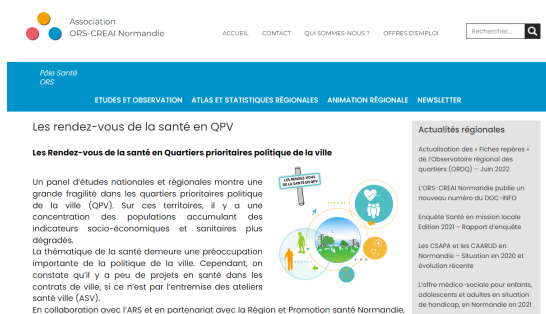 Association
ORS-CREAI Normandie
ACCUEIL CONTACT QUI SOMMES-NOUS ? OFFRES D'EMPLOI
Rechercher...
Pôle Santé
ORS
ETUDES ET OBSERVATION ATLAS ET STATISTIQUES RÉGIONALES ANIMATION RÉGIONALE NEWSLETTER
Les rendez-vous de la santé en QPV
Les Rendez-vous de la santé en Quartiers prioritaires politique de la ville
Un panel d'études nationales et régionales montre une
grande fragilité dans les quartiers prioritaires politique
de la ville (QPV). Sur ces territoires, il y a une
concentration des populations accumulant des
indicateurs socio-économiques et sanitaires plus
dégradés.
La thématique de la santé demeure une préoccupation
importante de la politique de la ville. Cependant, on
constate qu'il y a peu de projets en santé dans les
contrats de ville, si ce n'est par l'entremise des ateliers
santé ville (ASV).
En collaboration avec l'ARS et en partenariat avec la Région et Promotion santé Normandie,
LES RENDEZ-VOUS
DE LA SANTÉ EN QPV
Actualités régionales
Actualisation des « Fiches repères »
de l'Observatoire régional des
quartiers (ORDQ) – Juin 2022
L'ORS-CREAI Normandie publie un
nouveau numéro du DOC-INFO
Enquête Santé en mission locale
Edition 2021 – Rapport d'enquête
Les CSAPA et les CAARUD en
Normandie – Situation en 2020 et
évolution récente
L'offre médico-sociale pour enfants,
adolescents et adultes en situation
de handicap, en Normandie en 2021